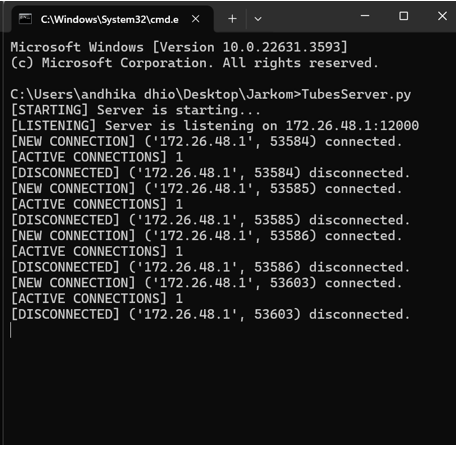 C:\Windows\System32\cmd.e
Microsoft Windows [Version 10.0.22631.3593]
(c) Microsoft Corporation. All rights reserved.
C:\Users\andhika dhio\Desktop\Jarkom>TubesServer.py
[STARTING] Server is starting...
[LISTENING] Server is listening on 172.26.48.1:12000
[NEW CONNECTION] ('172.26.48.1', 53584) connected.
[ACTIVE CONNECTIONS] 1
[DISCONNECTED] ('172.26.48.1', 53584) disconnected.
[NEW CONNECTION] ('172.26.48.1', 53585) connected.
[ACTIVE CONNECTIONS] 1
[DISCONNECTED] ('172.26.48.1', 53585) disconnected.
[NEW CONNECTION] ('172.26.48.1', 53586) connected.
[ACTIVE CONNECTIONS] 1
[DISCONNECTED] ('172.26.48.1', 53586) disconnected.
[NEW CONNECTION] ('172.26.48.1', 53603) connected.
[ACTIVE CONNECTIONS] 1
[DISCONNECTED] ('172.26.48.1', 53603) disconnected.